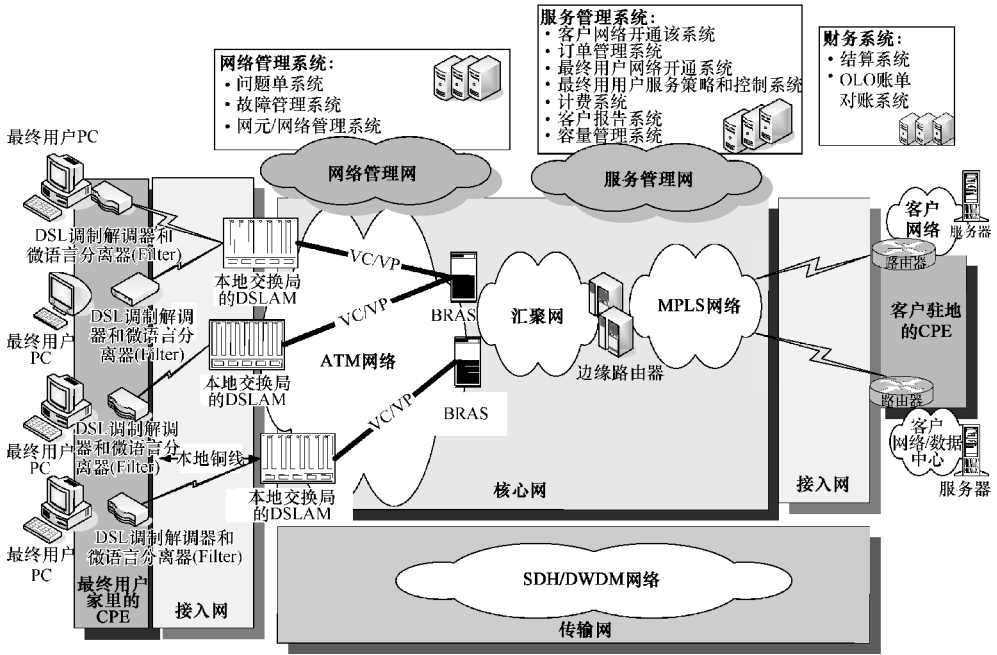 网络管理系统:
· 问题单系统
· 故障管理系统
· 网元/网络管理系统
服务管理系统:
· 客户网络开通该系统
· 订单管理系统
· 最终用户网络开通系统
· 最终用用户服务策略和控制系统
· 计费系统
· 客户报告系统
· 容量管理系统
财务系统:
· 结算系统
· OLO账单
对账系统
网络管理网
服务管理网
最终用户PC
DSL调制解调器和
微语言分离器(Filter)
最终用户
PC
DSL调制解调
器和微语言分
离器(Filter)
最终用户
PC
DSL调制解调
器和微语言分
离器(Filter)
本地铜线
最终用户
PC
DSL调制解调器和
微语言分离器(Filter)
最终用户
家里的
CPE
接入网
本地交换局
的DSLAM
本地交换局
的DSLAM
本地交换局
的DSLAM
VC/VP
VC/VP
VC/VP
ATM网络
BRAS
BRAS
汇聚网
边缘路由器
MPLS网络
核心网
接入网
客户
网络
服务器
路由器
客户驻地
的CPE
路由器
客户
网络/数据
中心
服务器
SDH/DWDM网络
传输网